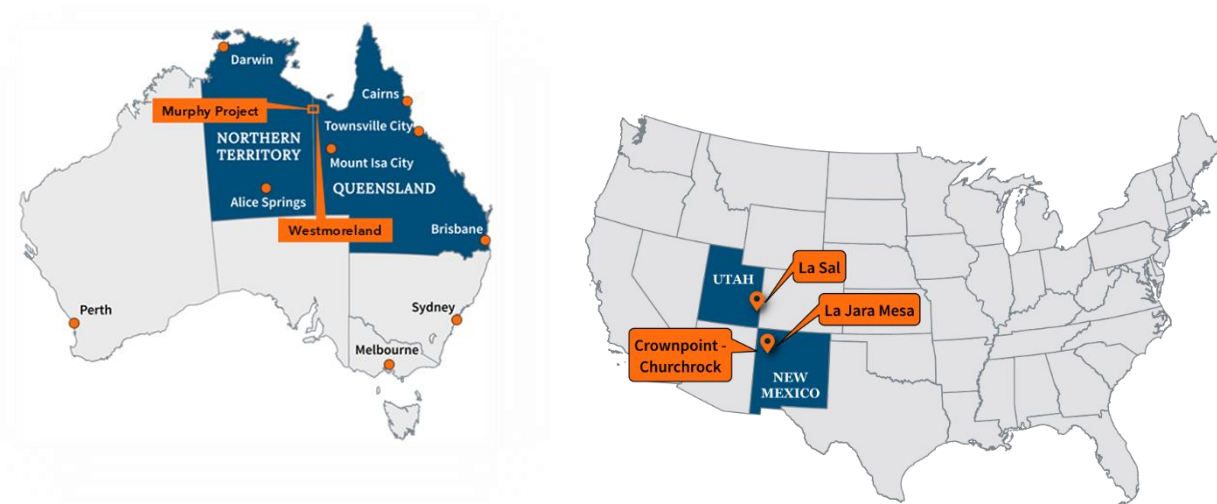 Darwin
Cairns
Murphy Project
Townsville City
NORTHERN
TERRITORY
Mount Isa City
QUEENSLAND
Alice Springs
Westmoreland
Brisbane
Perth
Sydney
Melbourne
La Sal
UTAH
La Jara Mesa
Crownpoint -
Churchrock
NEW
MEXICO